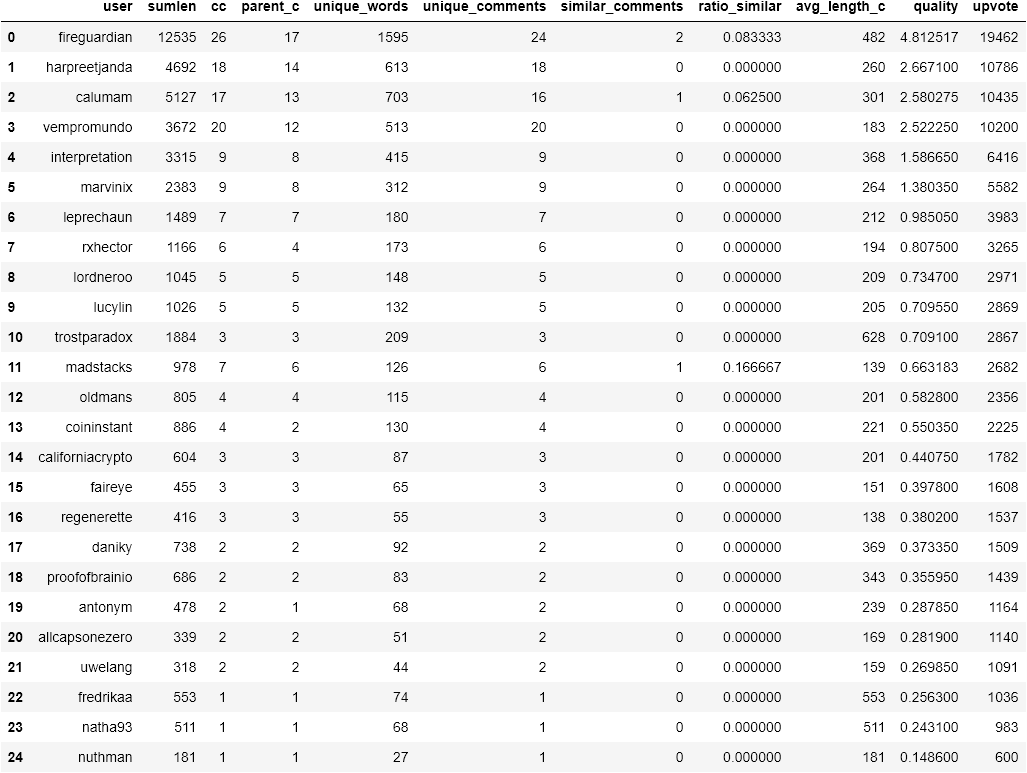 user sumlen cc parent_c unique_words unique_comments similar_comments ratio_similar avg_length_c quality upvote
0 fireguardian 12535 26 17 1595 24 2 0.083333 482 4.812517 19462
1 harpreetjanda 4692 18 14 613 18 0 0.000000 260 2.667100 10786
2 calumam 5127 17 13 703 16 1 0.062500 301 2.580275 10435
3 vempromundo 3672 20 12 513 20 0 0.000000 183 2.522250 10200
4 interpretation 3315 9 8 415 9 0 0.000000 368 1.586650 6416
5 marvinix 2383 9 8 312 9 0 0.000000 264 1.380350 5582
6 leprechaun 1489 7 7 180 7 0 0.000000 212 0.985050 3983
7 rxhector 1166 6 4 173 6 0 0.000000 194 0.807500 3265
8 lordneroo 1045 5 5 148 5 0 0.000000 209 0.734700 2971
9 lucylin 1026 5 5 132 5 0 0.000000 205 0.709550 2869
10 trostparadox 1884 3 3 209 3 0 0.000000 628 0.709100 2867
11 madstacks 978 7 6 126 6 1 0.166667 139 0.663183 2682
12 oldmans 805 4 4 115 4 0 0.000000 201 0.582800 2356
13 coininstant 886 4 2 130 4 0 0.000000 221 0.550350 2225
14 californiacrypto 604 3 3 87 3 0 0.000000 201 0.440750 1782
15 faireye 455 3 3 65 3 0 0.000000 151 0.397800 1608
16 regenerette 416 3 3 55 3 0 0.000000 138 0.380200 1537
17 daniky 738 2 2 92 2 0 0.000000 369 0.373350 1509
18 proofofbrainio 686 2 2 83 2 0 0.000000 343 0.355950 1439
19 antonym 478 2 1 68 2 0 0.000000 239 0.287850 1164
20 allcapsonezero 339 2 2 51 2 0 0.000000 169 0.281900 1140
21 uwelang 318 2 2 44 2 0 0.000000 159 0.269850 1091
22 fredrikaa 553 1 1 74 1 0 0.000000 553 0.256300 1036
23 natha93 511 1 1 68 1 0 0.000000 511 0.243100 983
24 nuthman 181 1 1 27 1 0 0.000000 181 0.148600 600